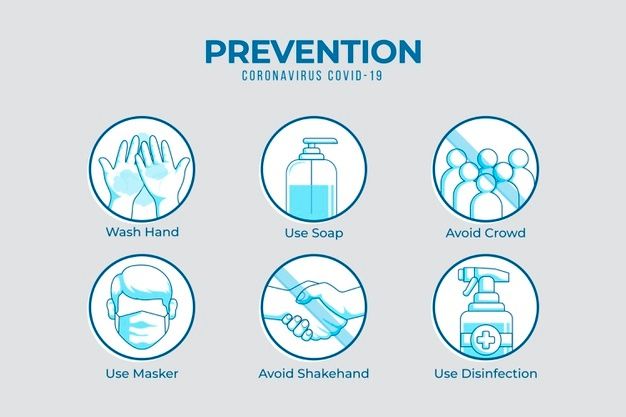 PREVENTION
CORONAVIRUS COVID-19
Wash Hand
Use Soap
Avoid Crowd
Use Masker
Avoid Shakehand
Use Disinfection